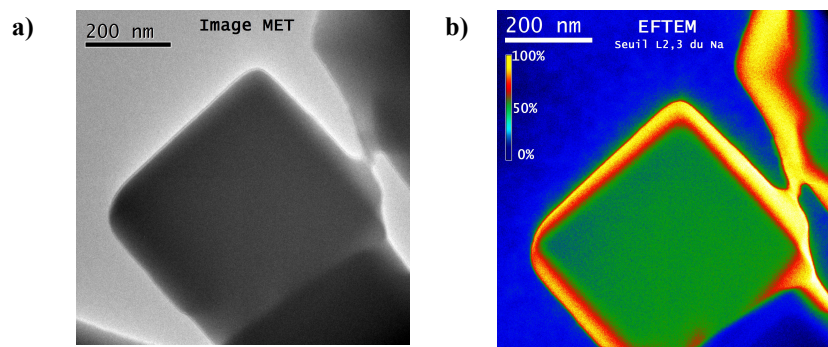 a)
200 nm
Image MET
b)
200 nm
EFTEM
Seuil L2,3 du Na
100%
50%
0%